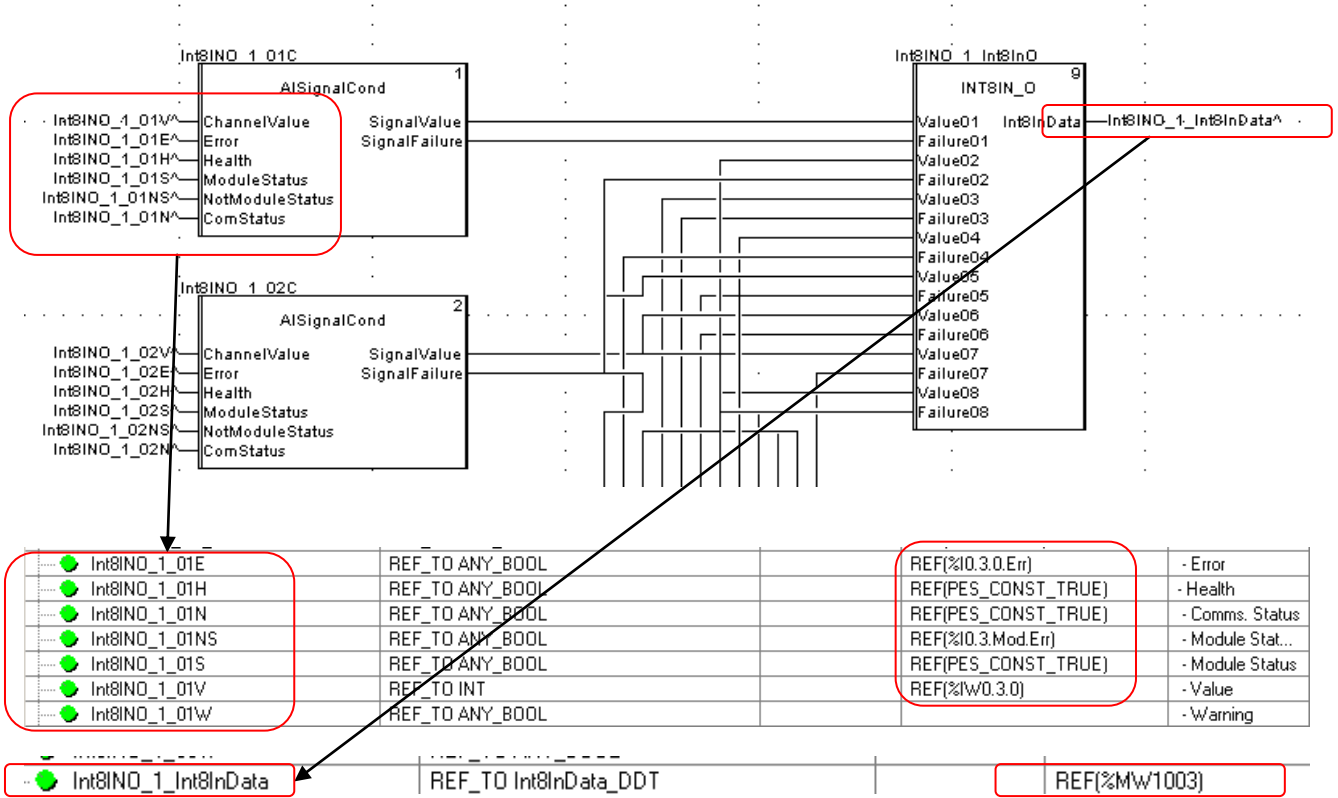 Int8INO_1_01C
1
AISignalCond
Int8INO_1_01V^ ChannelValue SignalValue
Int8INO_1_01E^ Error SignalFailure
Int8INO_1_01H^ Health
Int8INO_1_01S^ ModuleStatus
Int8INO_1_01NS^ NotModuleStatus
Int8INO_1_01N^ ComStatus
Int8INO_1_Int8InO
9
INT8IN_O
Value01 Int8InData Int8INO_1_Int8InData^
Failure01
Value02
Failure02
Value03
Failure03
Value04
Failure04
Value05
Failure05
Value06
Failure06
Value07
Failure07
Value08
Failure08
Int8INO_1_02C
2
AISignalCond
Int8INO_1_02V^ ChannelValue SignalValue
Int8INO_1_02E^ Error SignalFailure
Int8INO_1_02H^ Health
Int8INO_1_02S^ ModuleStatus
Int8INO_1_02NS^ NotModuleStatus
Int8INO_1_02N^ ComStatus
Int8INO_1_01E REF_TO ANY_BOOL REF(%I0.3.0.Err) - Error
Int8INO_1_01H REF_TO ANY_BOOL REF(PES_CONST_TRUE) - Health
Int8INO_1_01N REF_TO ANY_BOOL REF(PES_CONST_TRUE) - Comms. Status
Int8INO_1_01NS REF_TO ANY_BOOL REF(%I0.3.Mod.Err) - Module Stat...
Int8INO_1_01S REF_TO ANY_BOOL REF(PES_CONST_TRUE) - Module Status
Int8INO_1_01V REF_TO INT REF(%IW0.3.0) - Value
Int8INO_1_01W REF_TO ANY_BOOL - Warning
Int8INO_1_Int8InData REF_TO Int8InData_DDT REF(%MW1003)